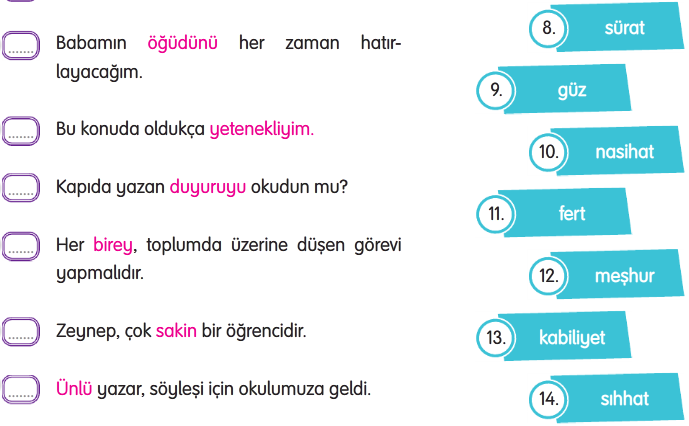 Babamın öğüdünü her zaman hatır-
layacağım.
Bu konuda oldukça yetenekliyim.
Kapıda yazan duyuruyu okudun mu?
Her birey, toplumda üzerine düşen görevi
yapmalıdır.
Zeynep, çok sakin bir öğrencidir.
Ünlü yazar, söyleşi için okulumuza geldi.
8. sürat
9. güz
10. nasihat
11. fert
12. meşhur
13. kabiliyet
14. sıhhat